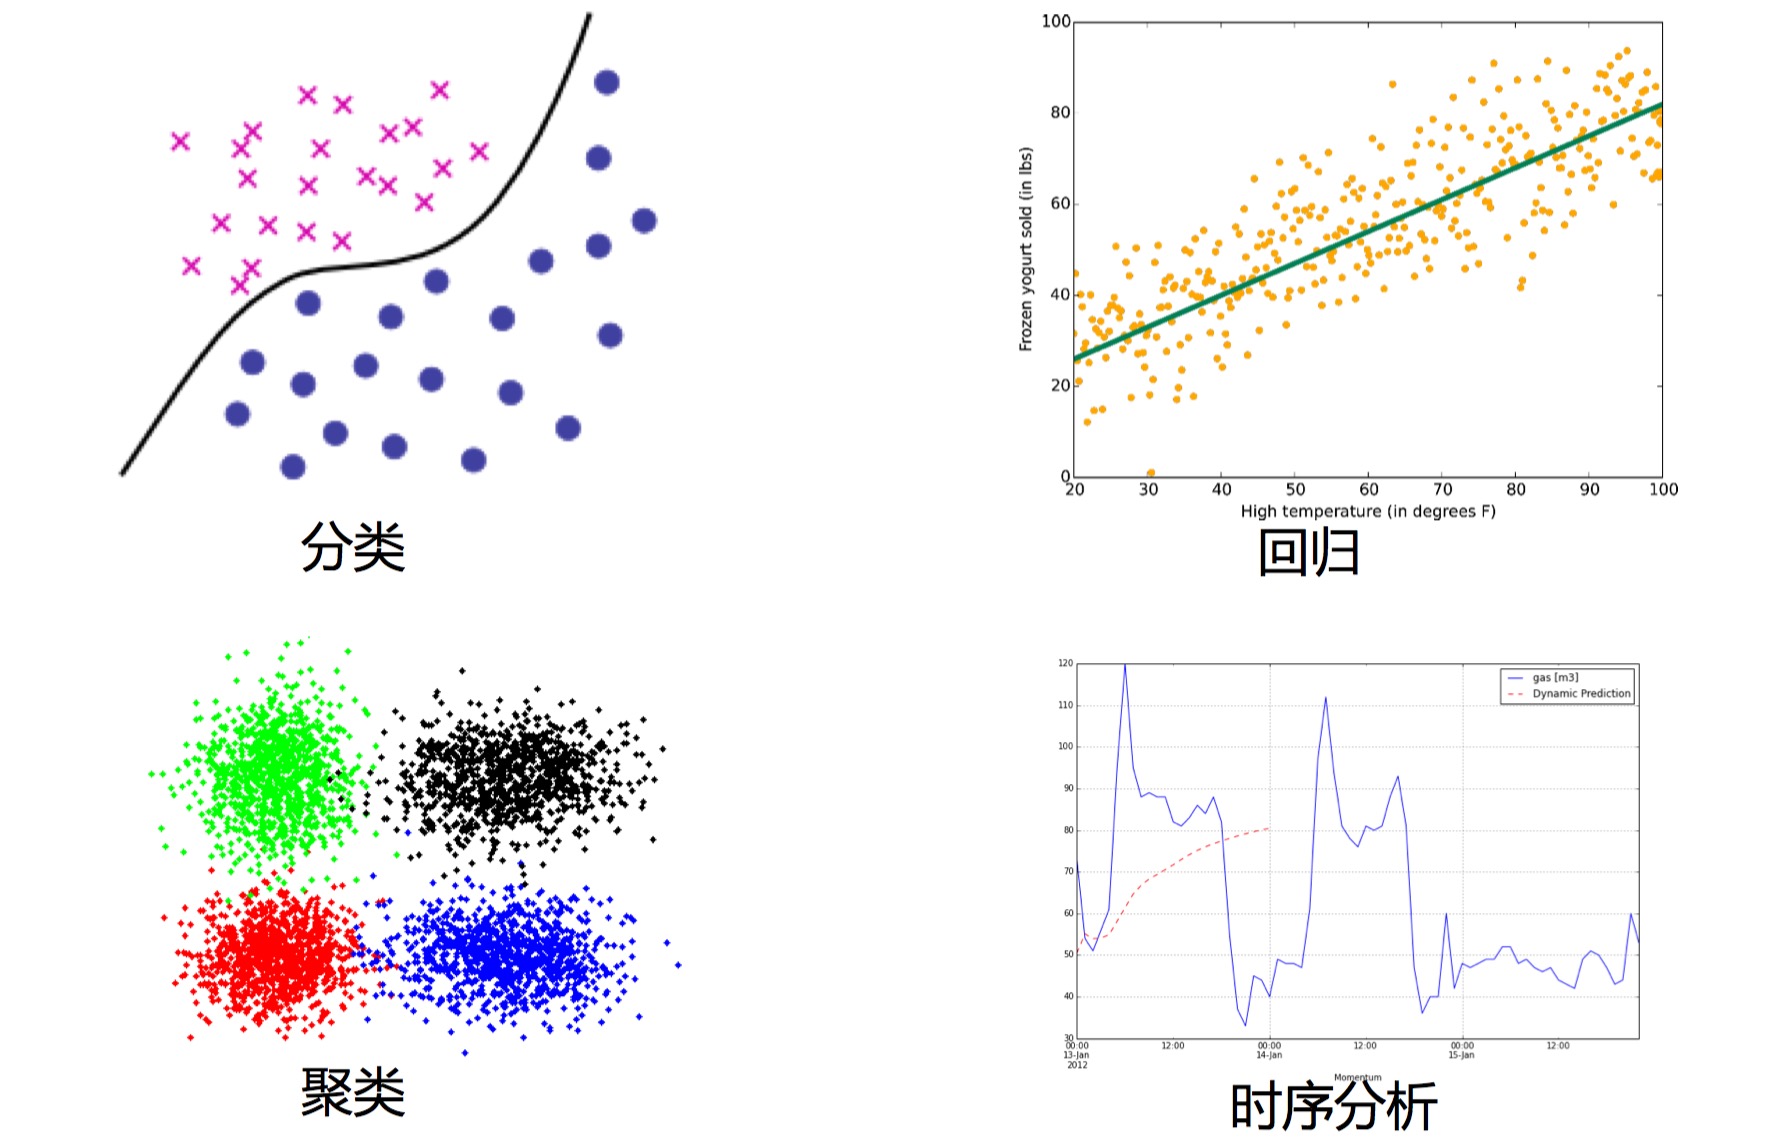 100
80
60
40
20
0
Frozen yogurt sold (in lbs)
20 30 40 50 60 70 80 90 100
High temperature (in degrees F)
分类
回归
120
110
100
90
80
70
60
50
40
30
gas [m3]
Dynamic Prediction
00:00 12:00 00:00 12:00 00:00 12:00
13-Jan 14-Jan 15-Jan
2012
Momentum
聚类
时序分析